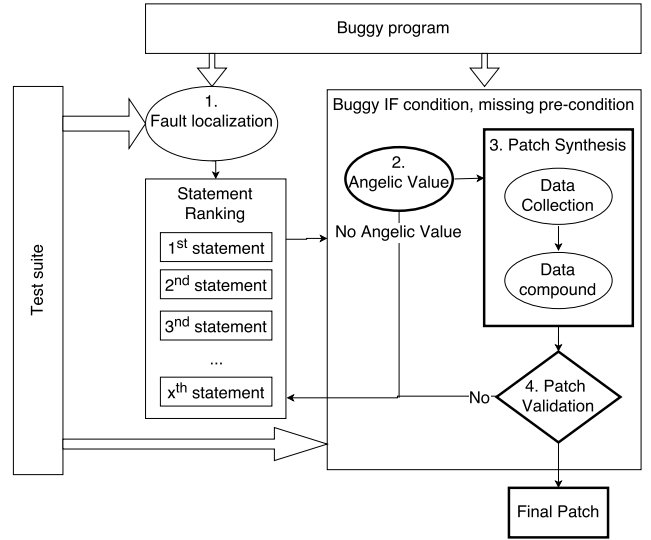 Buggy program
1.
Fault localization
Buggy IF condition, missing pre-condition
Test suite
Statement
Ranking
1st statement
2nd statement
3nd statement
...
xth statement
2.
Angelic Value
No Angelic Value
3. Patch Synthesis
Data
Collection
Data
compound
4. Patch
Validation
No
Final Patch